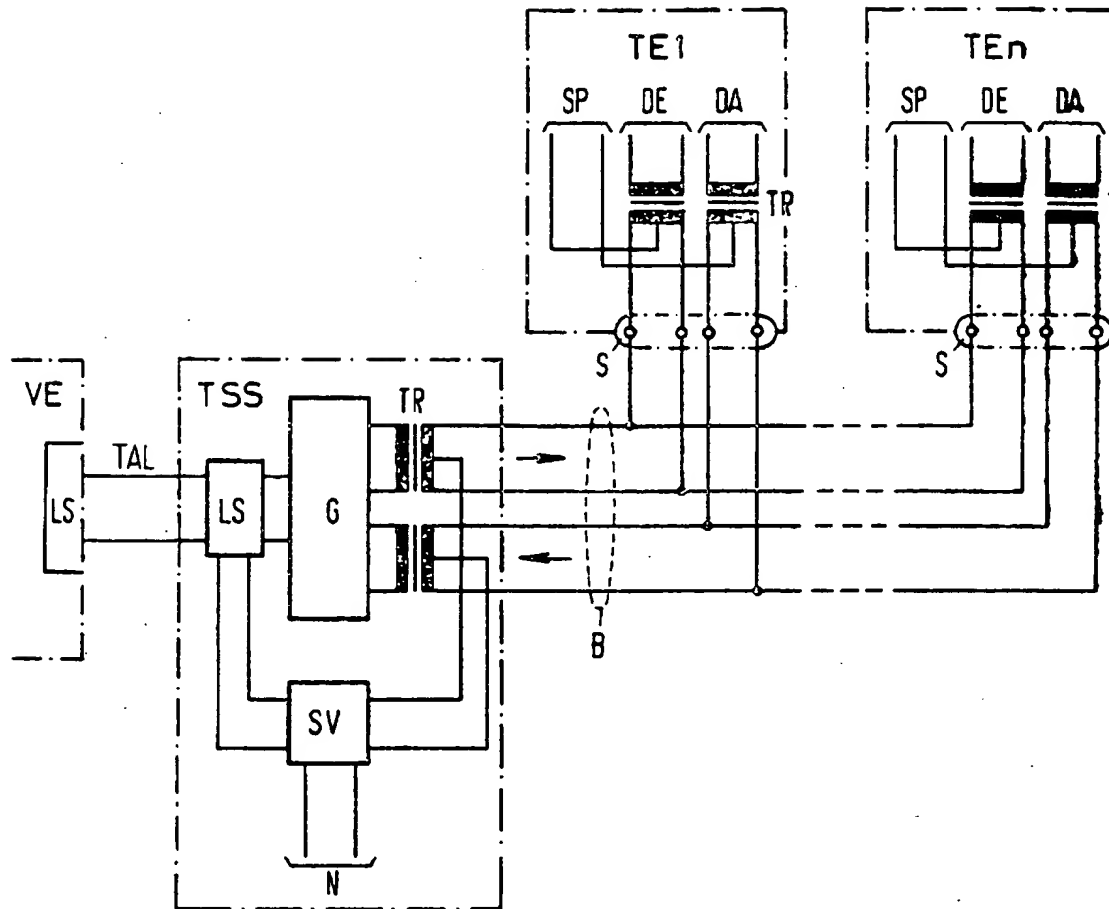 TE1 TEn
SP DE DA SP DE DA
TR
S S
VE TSS TR
TAL
LS LS G
B
SV
N